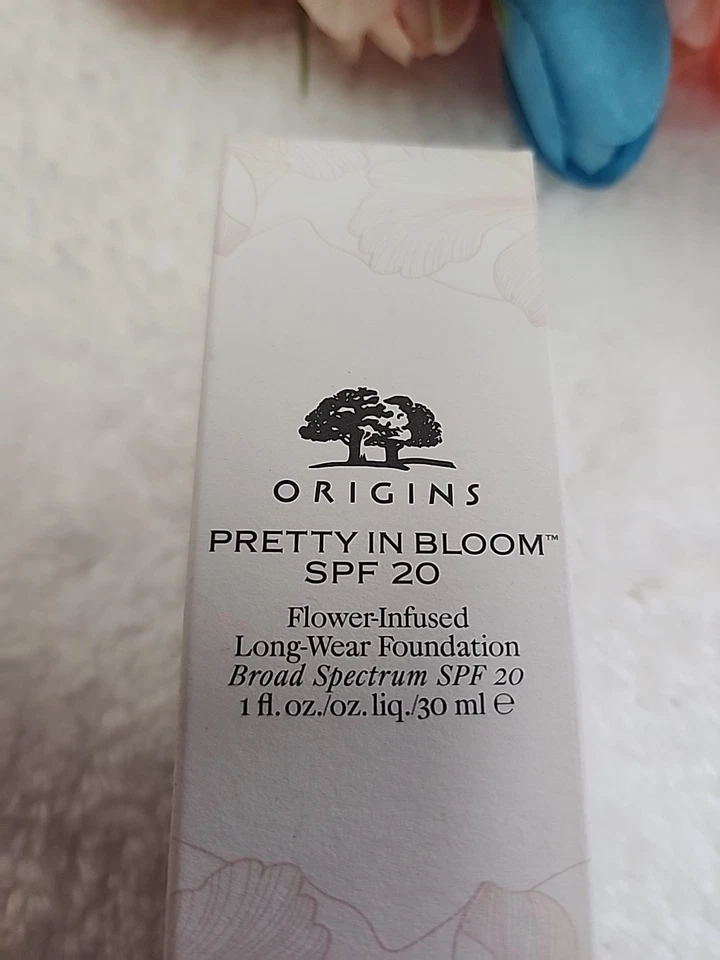 ORIGINS
PRETTY IN BLOOM™
SPF 20
Flower-Infused
Long-Wear Foundation
Broad Spectrum SPF 20
1 fl. oz./oz. liq./30 ml ℮